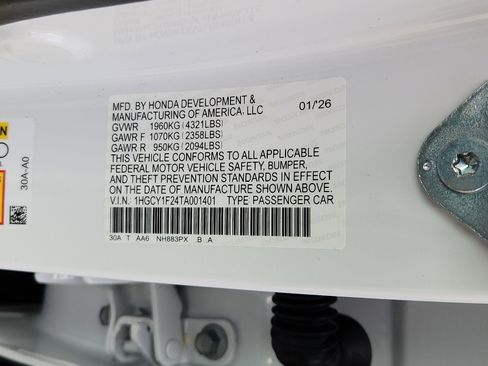 MFD. BY HONDA DEVELOPMENT &
MANUFACTURING OF AMERICA, LLC 01/'26
GVWR 1960KG (4321LBS)
GAWR F 1070KG (2358LBS)
GAWR R 950KG (2094LBS)
THIS VEHICLE CONFORMS TO ALL APPLICABLE
FEDERAL MOTOR VEHICLE SAFETY, BUMPER,
AND THEFT PREVENTION STANDARDS IN EFFECT
ON THE DATE OF MANUFACTURE SHOWN ABOVE.
V.I.N.: 1HGCY1F24TA001401 TYPE PASSENGER CAR
30A T AA6 NH883PX B A
30A-A0